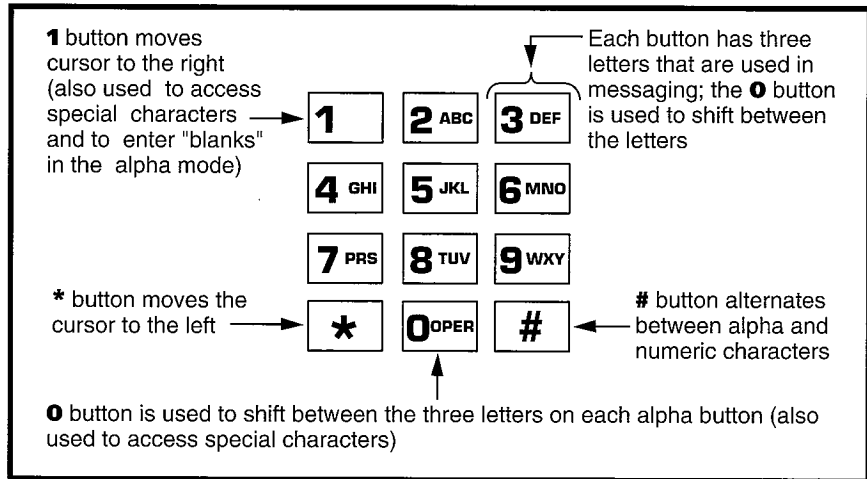 1 button moves
cursor to the right
(also used to access
special characters
and to enter "blanks"
in the alpha mode)
Each button has three
letters that are used in
messaging; the 0 button
is used to shift between
the letters
1
2 ABC
3 DEF
4 GHI
5 JKL
6 MNO
7 PRS
8 TUV
9 WXY
* button moves the
cursor to the left
*
0 OPER
#
# button alternates
between alpha and
numeric characters
0 button is used to shift between the three letters on each alpha button (also
used to access special characters)